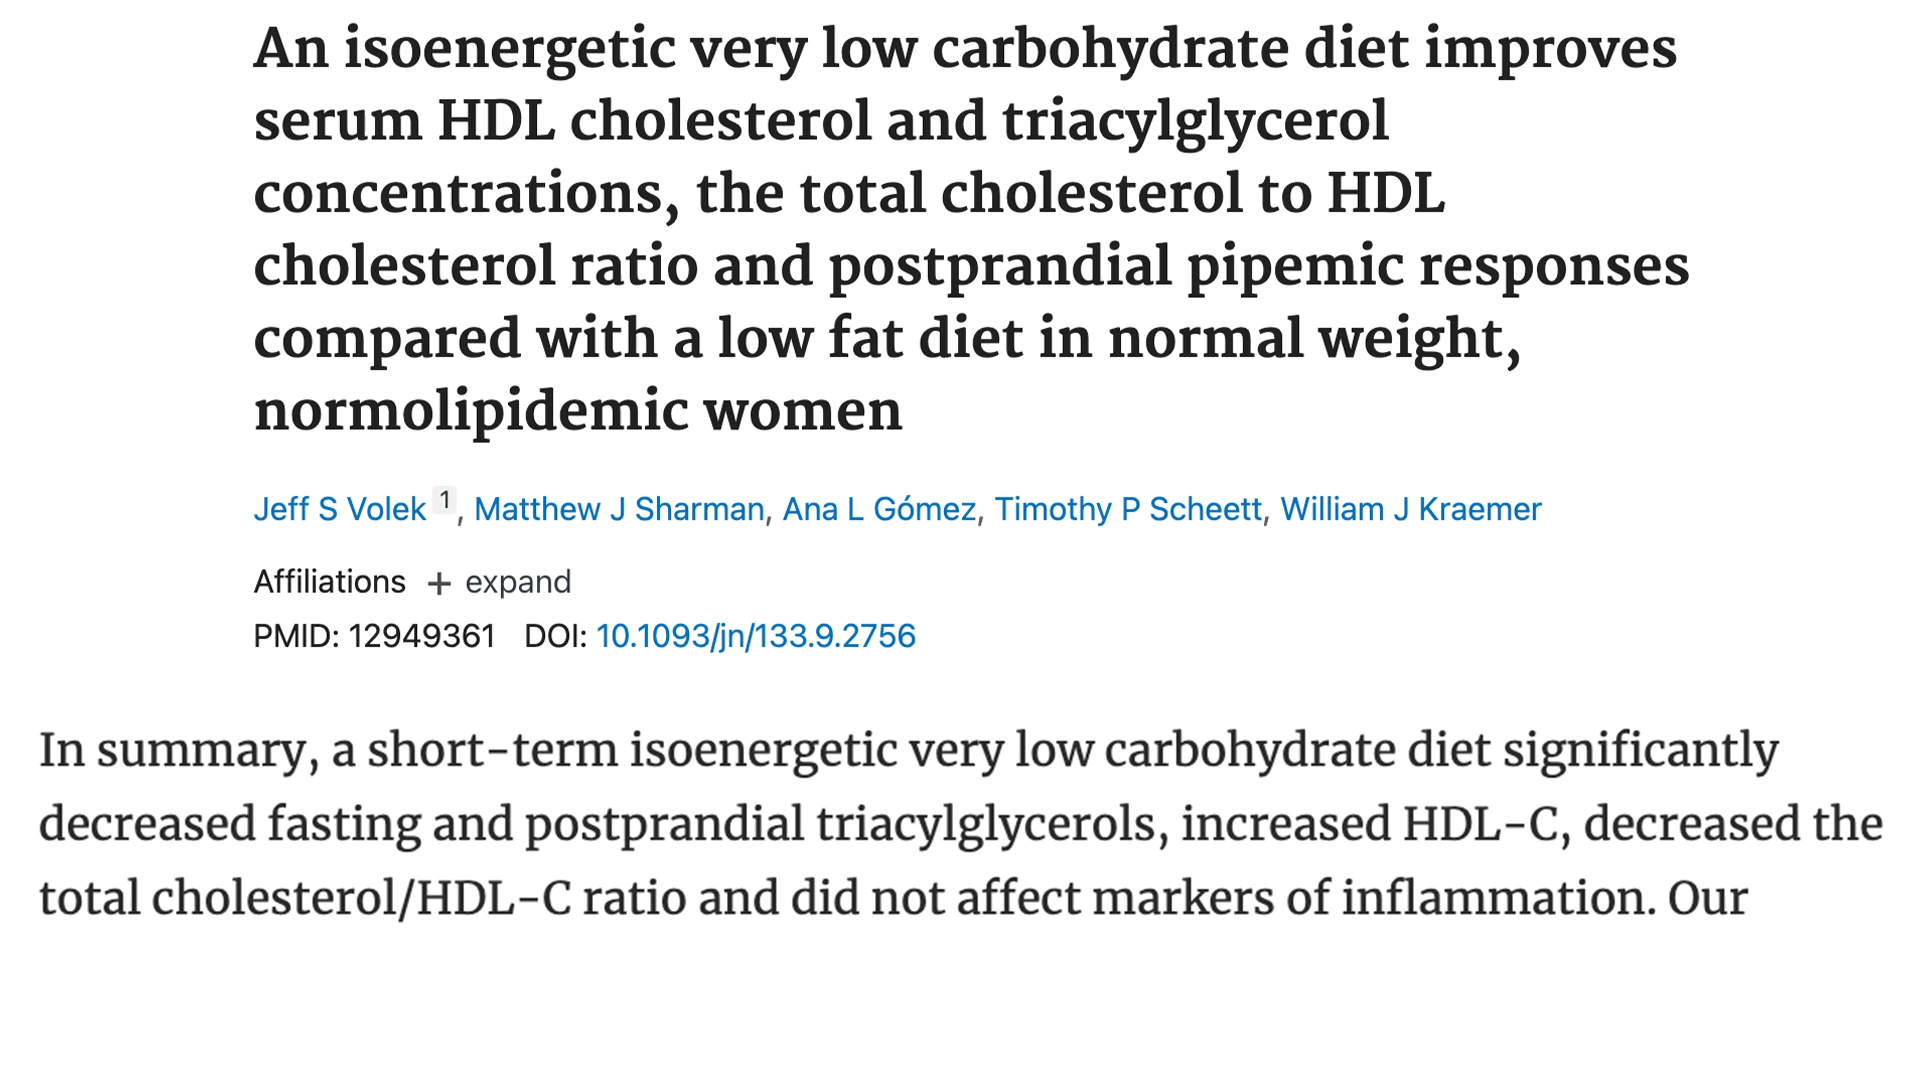 An isoenergetic very low carbohydrate diet improves
serum HDL cholesterol and triacylglycerol
concentrations, the total cholesterol to HDL
cholesterol ratio and postprandial pipemic responses
compared with a low fat diet in normal weight,
normolipidemic women
Jeff S Volek 1, Matthew J Sharman, Ana L Gómez, Timothy P Scheett, William J Kraemer
Affiliations + expand
PMID: 12949361 DOI: 10.1093/jn/133.9.2756
In summary, a short-term isoenergetic very low carbohydrate diet significantly
decreased fasting and postprandial triacylglycerols, increased HDL-C, decreased the
total cholesterol/HDL-C ratio and did not affect markers of inflammation. Our